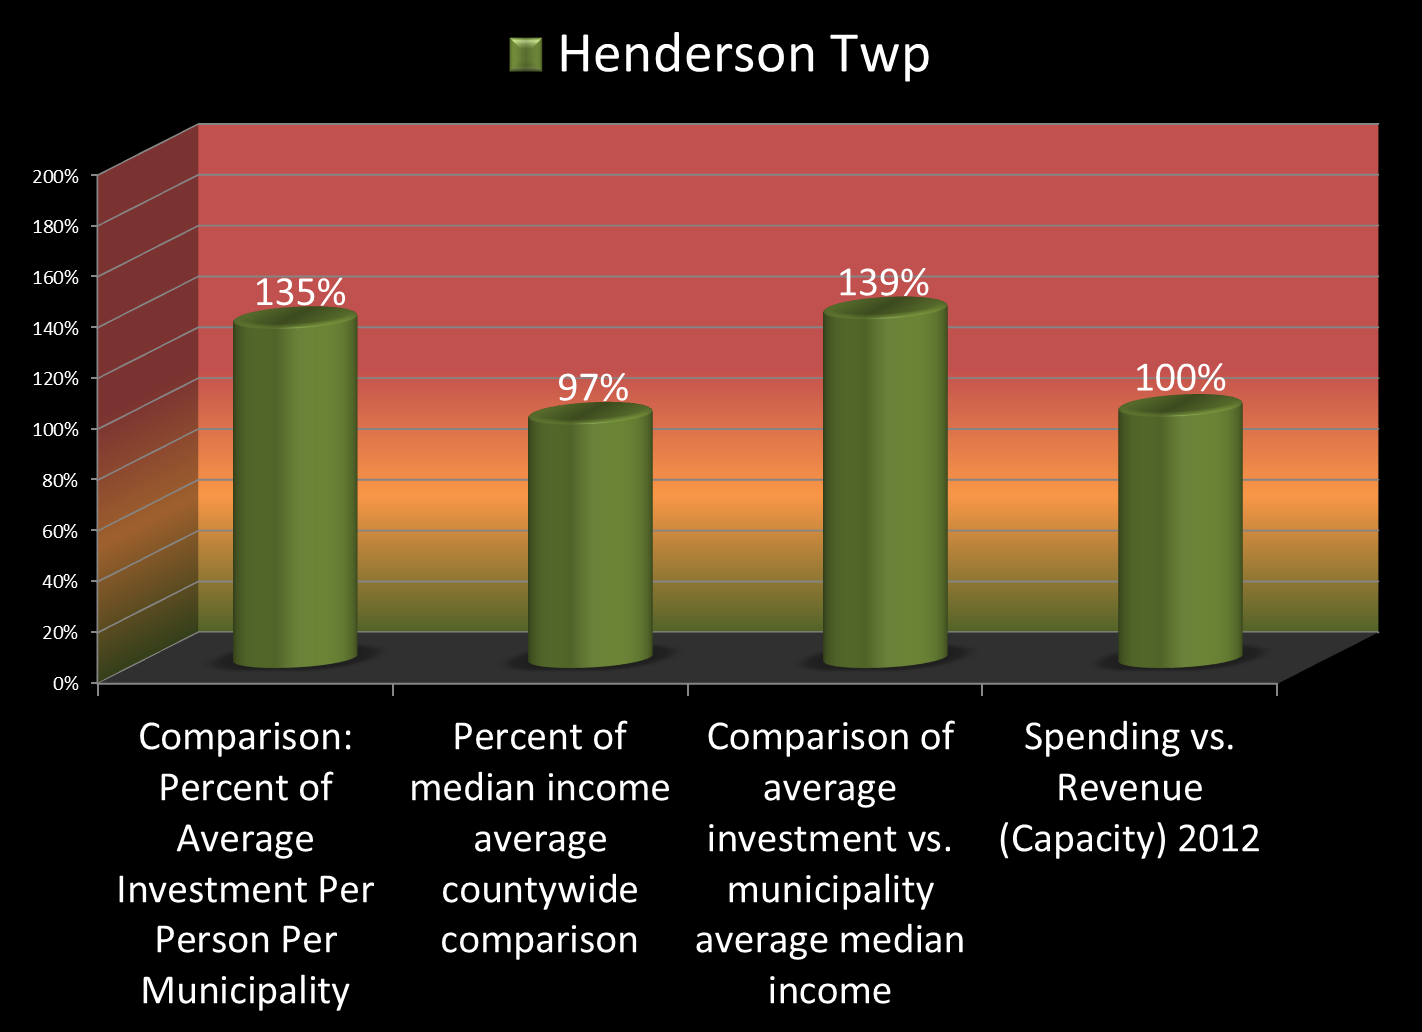 Henderson Twp
200%
180%
160%
140%
120%
100%
80%
60%
40%
20%
0%
135%
97%
139%
100%
Comparison:
Percent of
Average
Investment Per
Person Per
Municipality
Percent of
median income
average
countywide
comparison
Comparison of
average
investment vs.
municipality
average median
income
Spending vs.
Revenue
(Capacity) 2012